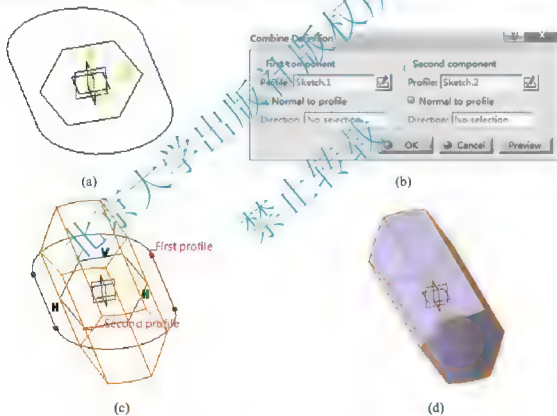 Combine Definition
First component
Second component
Profile: Sketch.1
Profile: Sketch.2
Normal to profile
Normal to profile
Direction: No selection
Direction: No selection
OK
Cancel
Preview
(a)
(b)
First profile
V
H
H
Second profile
(c)
(d)
北京大学出版社版权所
禁止转载